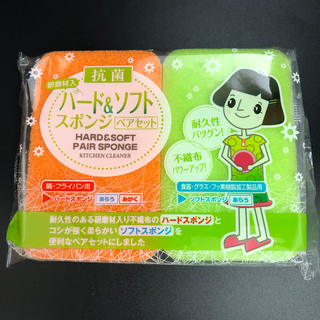 抗菌
研磨材入
ハード&ソフト
スポンジ ペアセット
HARD&SOFT
PAIR SPONGE
KITCHEN CLEANER
耐久性
バツグン!
不織布
パワーアップ!
鍋・フライパン用
ハードスポンジ あらう みがく
食器・グラス・フッ素樹脂加工製品用
ソフトスポンジ あらう
耐久性のある研磨材入り不織布のハードスポンジと
コシが強く柔らかいソフトスポンジを
便利なペアセットにしました